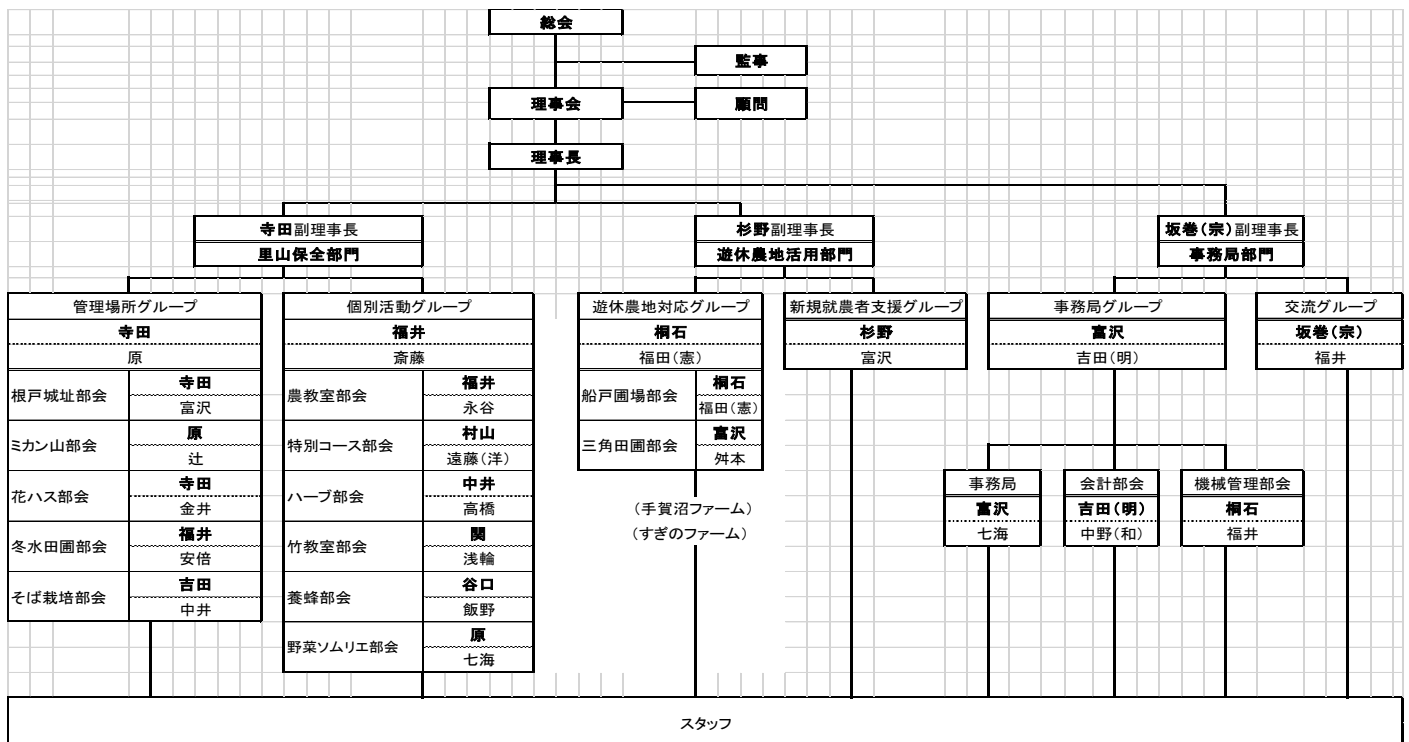 総会
監事
理事会
顧問
理事長
寺田副理事長
里山保全部門
杉野副理事長
遊休農地活用部門
坂巻(宗)副理事長
事務局部門
管理場所グループ
寺田
原
根戸城址部会
寺田
富沢
ミカン山部会
原
辻
花ハス部会
寺田
金井
冬水田圃部会
福井
安倍
そば栽培部会
吉田
中井
個別活動グループ
福井
斎藤
農教室部会
福井
永谷
特別コース部会
村山
遠藤(洋)
ハーブ部会
中井
高橋
竹教室部会
関
浅輪
養蜂部会
谷口
飯野
野菜ソムリエ部会
原
七海
遊休農地対応グループ
桐石
福田(憲)
船戸圃場部会
桐石
福田(憲)
三角田圃部会
富沢
舛本
(手賀沼ファーム)
(すぎのファーム)
新規就農者支援グループ
杉野
富沢
事務局グループ
富沢
吉田(明)
事務局
富沢
七海
会計部会
吉田(明)
中野(和)
機械管理部会
桐石
福井
交流グループ
坂巻(宗)
福井
スタッフ